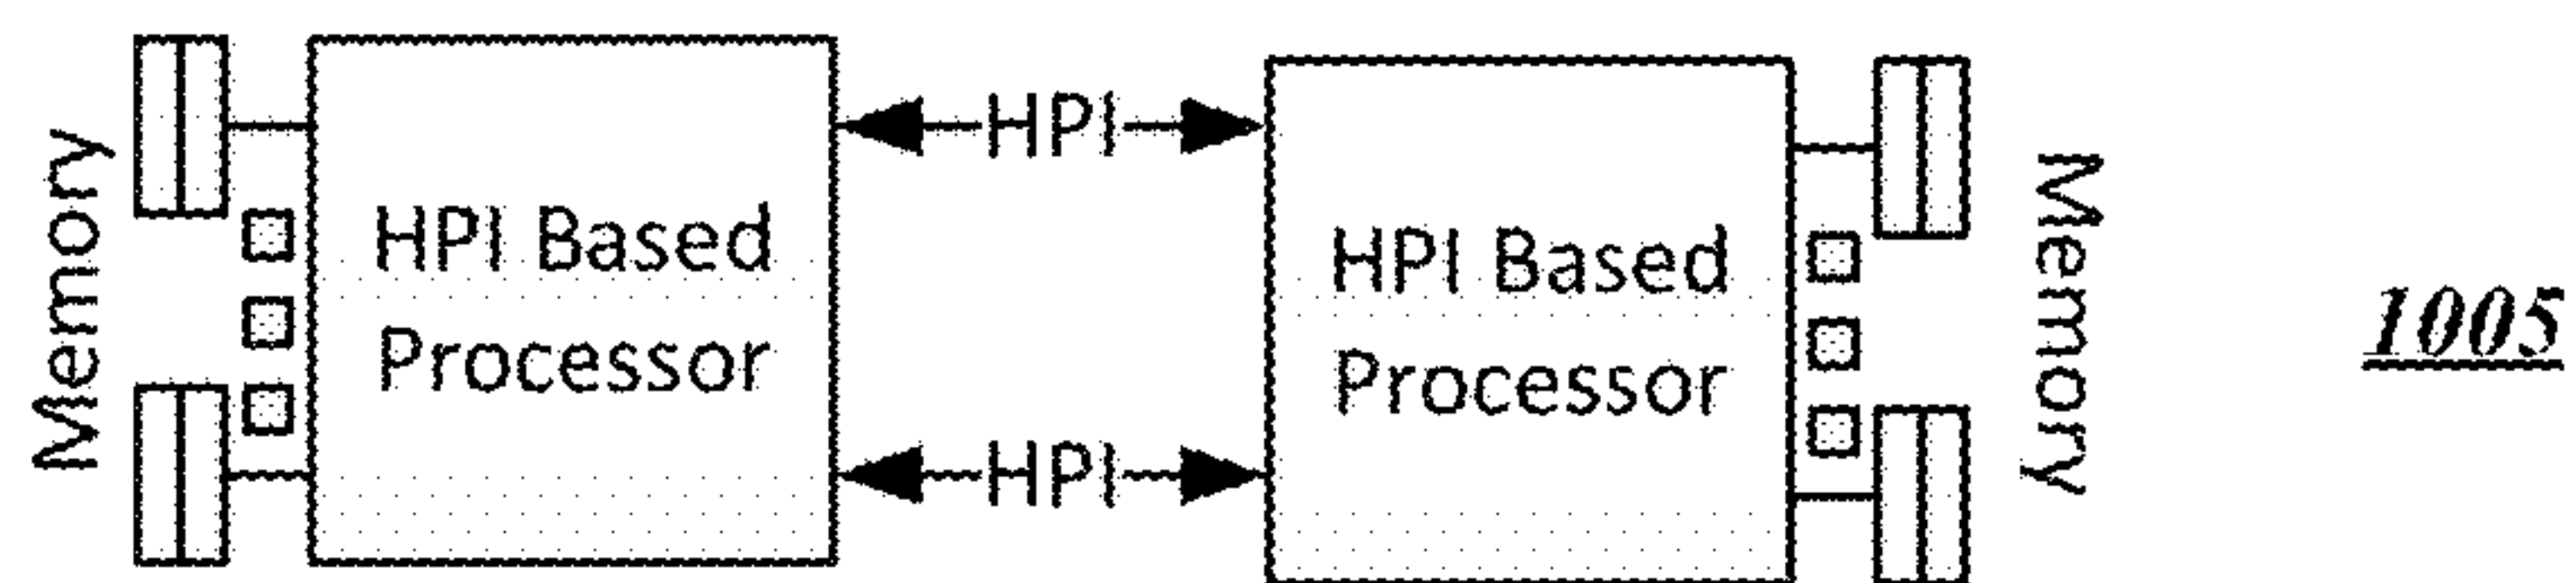 Memory
HPI Based
Processor
HPI
HPI
HPI Based
Processor
Memory
1005